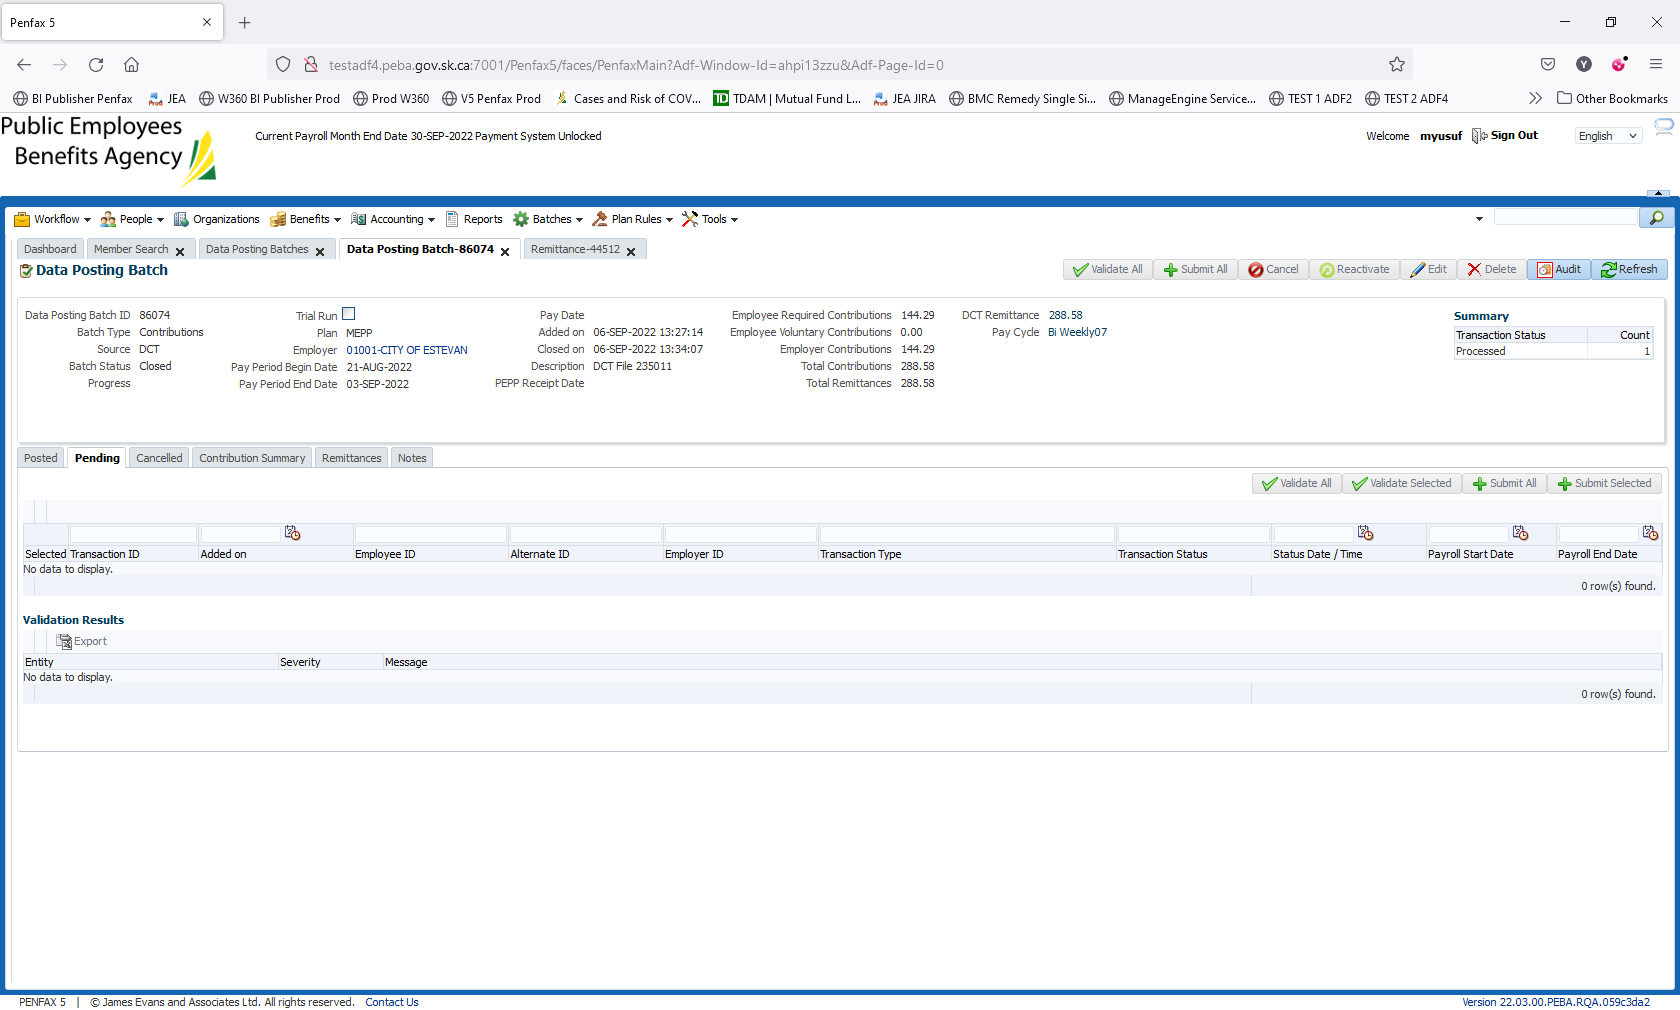 Penfax 5
testadf4.peba.gov.sk.ca:7001/Penfax5/faces/PenfaxMain?Adf-Window-Id=ahpi13zzu&Adf-Page-Id=0
Y
BI Publisher Penfax JEA W360 BI Publisher Prod Prod W360 V5 Penfax Prod Cases and Risk of COV... TD TDAM | Mutual Fund L... JEA JIRA BMC Remedy Single Si... ManageEngine Service... TEST 1 ADF2 TEST 2 ADF4 Other Bookmarks
Public Employees
Benefits Agency
Current Payroll Month End Date 30-SEP-2022 Payment System Unlocked
Welcome myusuf Sign Out English
Workflow People Organizations Benefits Accounting Reports Batches Plan Rules Tools
Dashboard Member Search Data Posting Batches Data Posting Batch-86074 Remittance-44512
Data Posting Batch
Validate All Submit All Cancel Reactivate Edit Delete Audit Refresh
Data Posting Batch ID 86074 Trial Run Pay Date Employee Required Contributions 144.29 DCT Remittance 288.58 Summary
Batch Type Contributions Plan MEPP Added on 06-SEP-2022 13:27:14 Employee Voluntary Contributions 0.00 Pay Cycle Bi Weekly07 Transaction Status Count
Source DCT Employer 01001-CITY OF ESTEVAN Closed on 06-SEP-2022 13:34:07 Employer Contributions 144.29 Processed 1
Batch Status Closed Pay Period Begin Date 21-AUG-2022 Description DCT File 235011 Total Contributions 288.58
Progress Pay Period End Date 03-SEP-2022 PEPP Receipt Date Total Remittances 288.58
Posted Pending Cancelled Contribution Summary Remittances Notes
Validate All Validate Selected Submit All Submit Selected
Selected Transaction ID Added on Employee ID Alternate ID Employer ID Transaction Type Transaction Status Status Date / Time Payroll Start Date Payroll End Date
No data to display.
0 row(s) found.
Validation Results
Export
Entity Severity Message
No data to display.
0 row(s) found.
PENFAX 5 | © James Evans and Associates Ltd. All rights reserved. Contact Us Version 22.03.00.PEBA.RQA.059c3da2